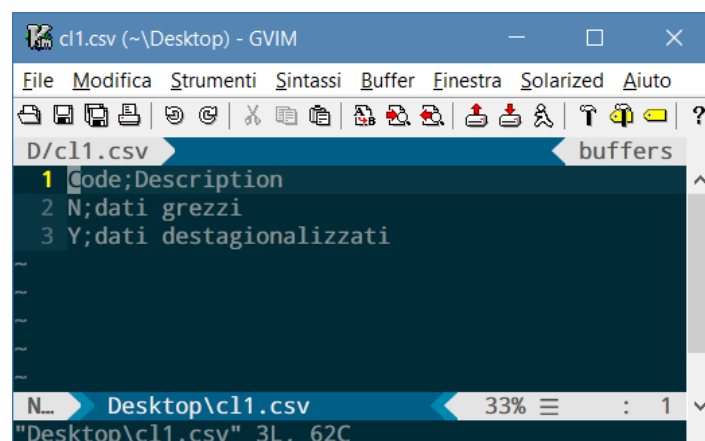 cl1.csv (~\Desktop) - GVIM
File Modifica Strumenti Sintassi Buffer Finestra Solarized Aiuto
?
D/cl1.csv buffers
1 Code;Description
2 N;dati grezzi
3 Y;dati destagionalizzati
~
~
~
~
~
N... Desktop\cl1.csv 33% ☰ : 1
"Desktop\cl1.csv" 3L, 62C